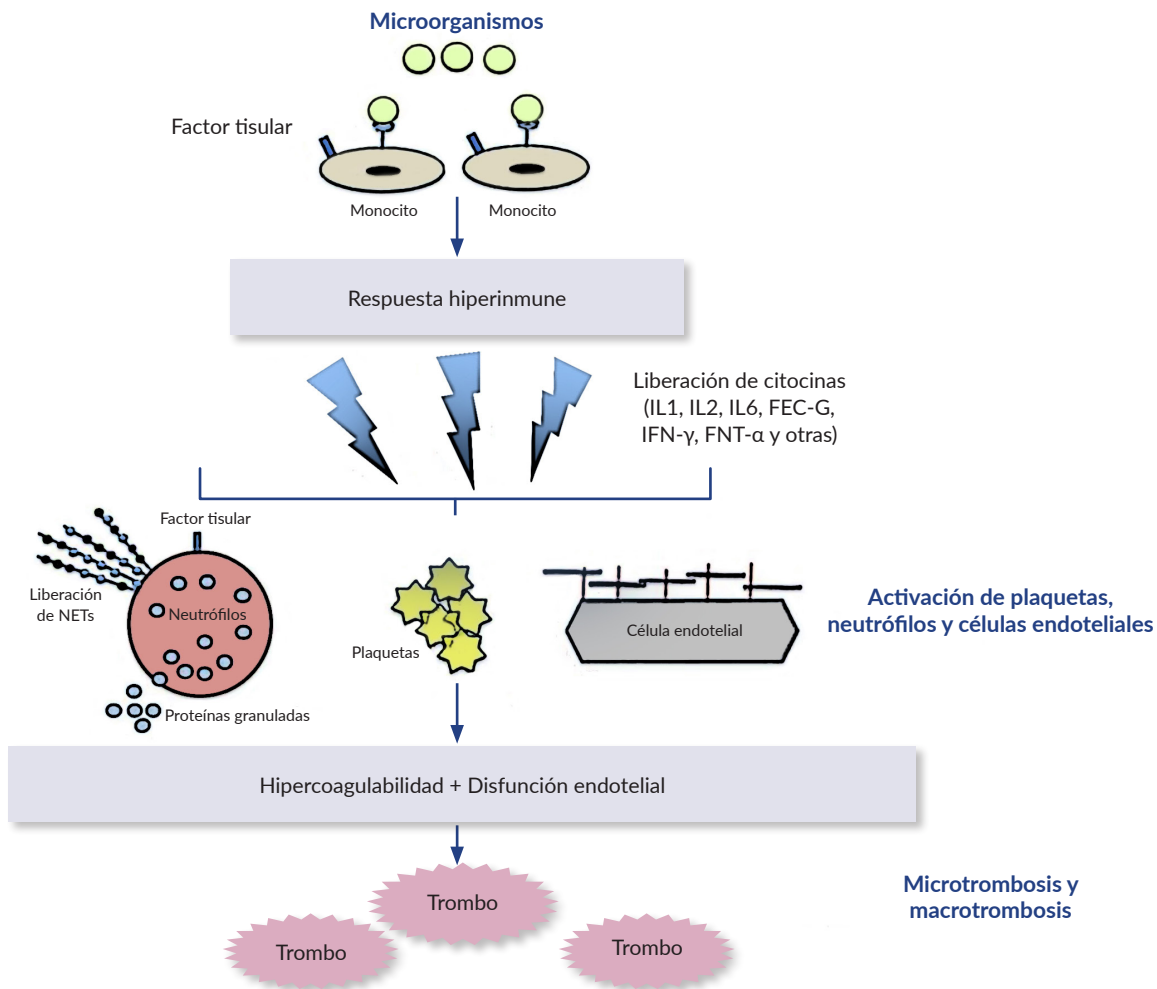 Microorganismos
Factor tisular
Monocito
Monocito
Respuesta hiperinmune
Liberación de citocinas
(IL1, IL2, IL6, FEC-G,
IFN-γ, FNT-α y otras)
Factor tisular
Liberación
de NETs
Neutrófilos
Proteínas granuladas
Plaquetas
Célula endotelial
Activación de plaquetas,
neutrófilos y células endoteliales
Hipercoagulabilidad + Disfunción endotelial
Trombo
Trombo
Trombo
Microtrombosis y
macrotrombosis